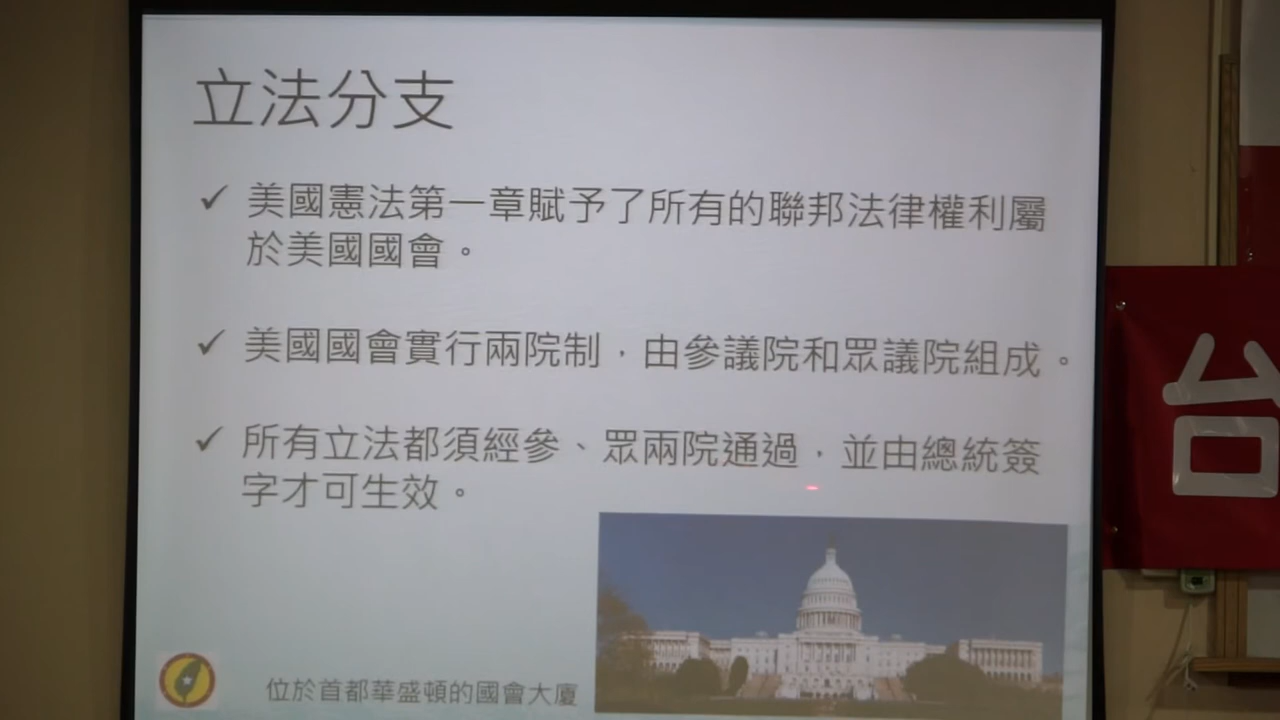 立法分支
✓ 美國憲法第一章賦予了所有的聯邦法律權利屬
於美國國會。
✓ 美國國會實行兩院制，由參議院和眾議院組成。
✓ 所有立法都須經參、眾兩院通過，並由總統簽
字才可生效。
位於首都華盛頓的國會大廈
台